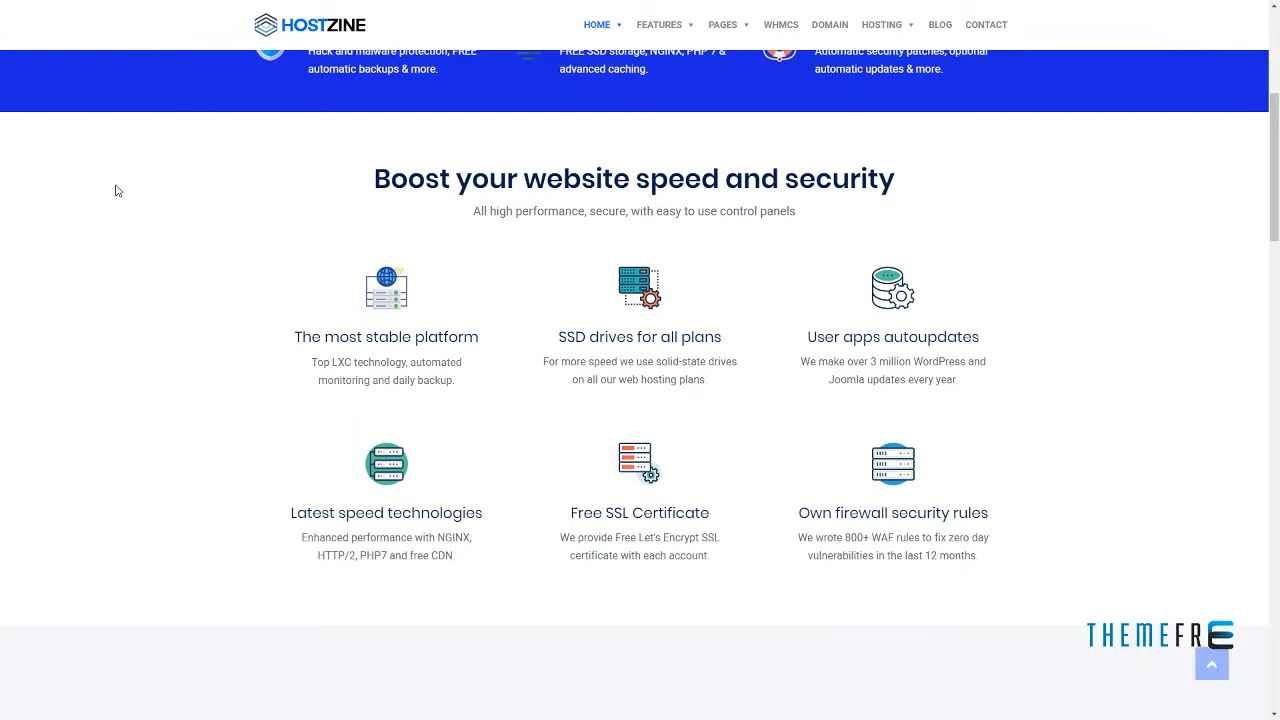 HOSTZINE
HOME FEATURES PAGES WHMCS DOMAIN HOSTING BLOG CONTACT
Hack and malware protection, FREE
automatic backups & more.
FREE SSD storage, NGINX, PHP 7 &
advanced caching.
Automatic security patches, optional
automatic updates & more.
Boost your website speed and security
All high performance, secure, with easy to use control panels
The most stable platform
Top LXC technology, automated
monitoring and daily backup.
SSD drives for all plans
For more speed we use solid-state drives
on all our web hosting plans.
User apps autoupdates
We make over 3 million WordPress and
Joomla updates every year.
Latest speed technologies
Enhanced performance with NGINX,
HTTP/2, PHP7 and free CDN.
Free SSL Certificate
We provide Free Let's Encrypt SSL
certificate with each account.
Own firewall security rules
We wrote 800+ WAF rules to fix zero day
vulnerabilities in the last 12 months.
THEMEFRE